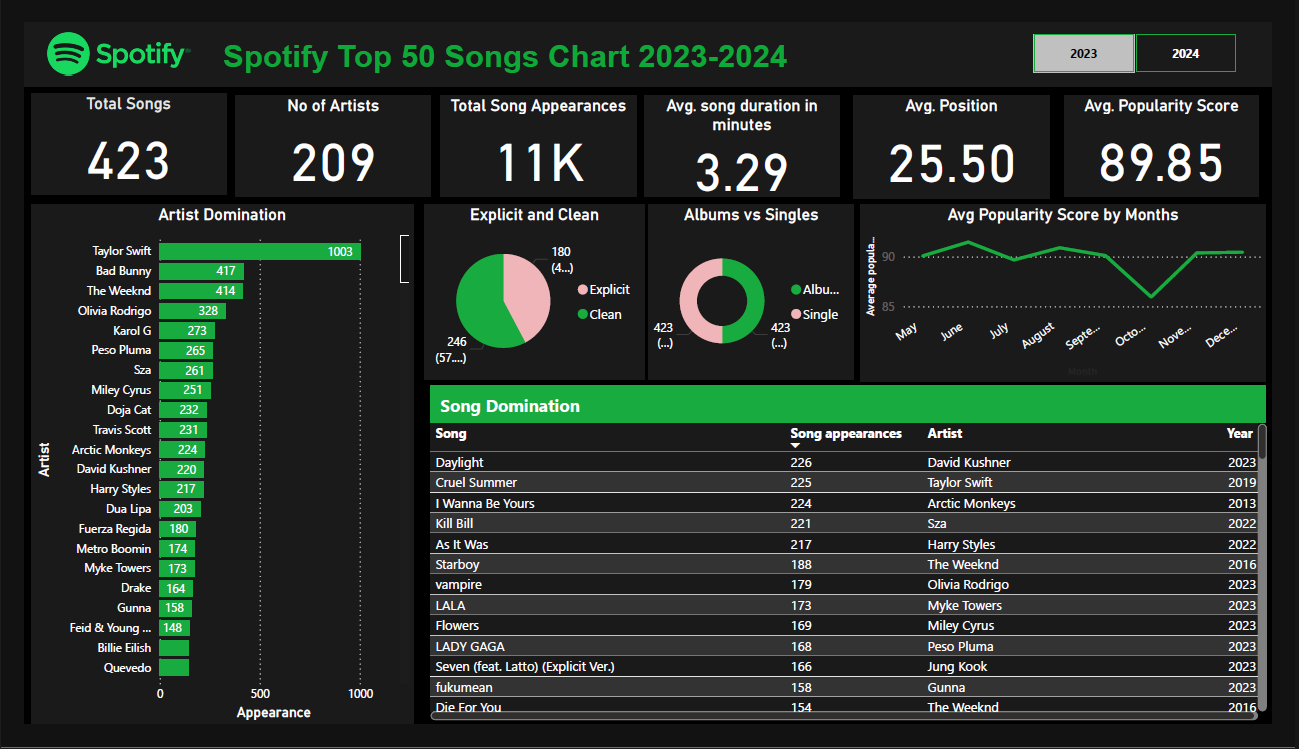 Spotify
Spotify Top 50 Songs Chart 2023-2024
2023
2024
Total Songs
423
No of Artists
209
Total Song Appearances
11K
Avg. song duration in
minutes
3.29
Avg. Position
25.50
Avg. Popularity Score
89.85
Artist Domination
Artist
Taylor Swift 1003
Bad Bunny 417
The Weeknd 414
Olivia Rodrigo 328
Karol G 273
Peso Pluma 265
Sza 261
Miley Cyrus 251
Doja Cat 232
Travis Scott 231
Arctic Monkeys 224
David Kushner 220
Harry Styles 217
Dua Lipa 203
Fuerza Regida 180
Metro Boomin 174
Myke Towers 173
Drake 164
Gunna 158
Feid & Young ... 148
Billie Eilish
Quevedo
0 500 1000
Appearance
Explicit and Clean
180
(4...)
Explicit
Clean
246
(57....)
Albums vs Singles
Albu...
Single
423
(...)
423
(...)
Avg Popularity Score by Months
Average popula...
90
85
May June July August Septe... Octo... Nove... Dece...
Month
Song Domination
Song Song appearances Artist Year
Daylight 226 David Kushner 2023
Cruel Summer 225 Taylor Swift 2019
I Wanna Be Yours 224 Arctic Monkeys 2013
Kill Bill 221 Sza 2022
As It Was 217 Harry Styles 2022
Starboy 188 The Weeknd 2016
vampire 179 Olivia Rodrigo 2023
LALA 173 Myke Towers 2023
Flowers 169 Miley Cyrus 2023
LADY GAGA 168 Peso Pluma 2023
Seven (feat. Latto) (Explicit Ver.) 166 Jung Kook 2023
fukumean 158 Gunna 2023
Die For You 154 The Weeknd 2016